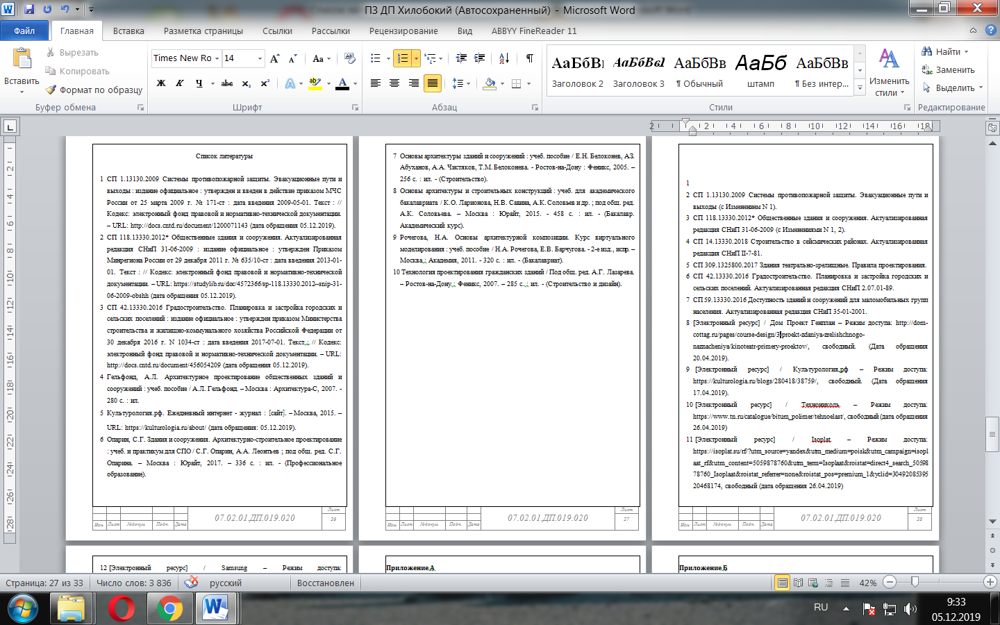 ПЗ ДП Хилобокий (Автосохраненный) - Microsoft Word
Файл Главная Вставка Разметка страницы Ссылки Рассылки Рецензирование Вид ABBYY FineReader 11
Вставить
Вырезать
Копировать
Формат по образцу
Буфер обмена
Times New Ro 14
Шрифт
Абзац
АаБбВı АаБбВвІ АаБбВв АаБб АаБбВв
Заголовок 2 Заголовок 3 ¶ Обычный штамп ¶ Без интер...
Стили
Изменить стили
Найти
Заменить
Выделить
Редактирование
2 2 4 6 8 10 12 14 16 18
Список литературы
1 СП 1.13130.2009 Системы противопожарной защиты. Эвакуационные пути и
выходы : издание официальное : утвержден и введен в действие приказом МЧС
России от 25 марта 2009 г. № 171-ст : дата введения 2009-05-01. Текст : //
Кодекс: электронный фонд правовой и нормативно-технической документации.
– URL: http://docs.cntd.ru/document/1200071143 (дата обращения 05.12.2019).
2 СП 118.13330.2012* Общественные здания и сооружения. Актуализированная
редакция СНиП 31-06-2009 : издание официальное : утвержден Приказом
Минрегиона России от 29 декабря 2011 г. № 635/10-ст : дата введения 2013-01-
01. Текст : // Кодекс: электронный фонд правовой и нормативно-технической
документации. – URL: https://studylib.ru/doc/4572366/sp-118.13330.2012--snip-31-
06-2009-obshh (дата обращения 05.12.2019).
3 СП 42.13330.2016 Градостроительство. Планировка и застройка городских и
сельских поселений : издание официальное : утвержден приказом Министерства
строительства и жилищно-коммунального хозяйства Российской Федерации от
30 декабря 2016 г. N 1034-ст : дата введения 2017-07-01. Текст : // Кодекс:
электронный фонд правовой и нормативно-технической документации. – URL:
http://docs.cntd.ru/document/456054209 (дата обращения 05.12.2019).
4 Гельфонд, А.Л. Архитектурное проектирование общественных зданий и
сооружений : учеб. пособие / А.Л. Гельфонд. – Москва : Архитектура-С, 2007. -
280 с. : ил.
5 Культурология.рф. Ежедневный интернет - журнал : [сайт]. – Москва, 2015. –
URL: https://kulturologia.ru/about/ (дата обращения: 05.12.2019).
6 Опарин, С.Г. Здания и сооружения. Архитектурно-строительное проектирование
: учеб. и практикум для СПО / С.Г. Опарин, А.А. Леонтьев ; под общ. ред. С.Г.
Опарина. – Москва : Юрайт, 2017. – 336 с. : ил. - (Профессиональное
образование).
Изм. Лист №докум. Подп. Дата
07.02.01.ДП.019.020
Лист
26
7 Основы архитектуры зданий и сооружений : учеб. пособие / Е.Н. Белоконев, А.З.
Абуханов, А.А. Чистяков, Т.М. Белоконева. - Ростов-на-Дону : Феникс, 2005. –
256 с. : ил. - (Строительство).
8 Основы архитектуры и строительных конструкций : учеб. для академического
бакалавриата / К.О. Ларионова, Н.В. Савина, А.К. Соловьев и др. ; под общ. ред.
А.К. Соловьева. – Москва : Юрайт, 2015. - 458 с. : ил. - (Бакалавр.
Академический курс).
9 Рочегова, Н.А. Основы архитектурной композиции. Курс виртуального
моделирования : учеб. пособие / Н.А. Рочегова, Е.В. Барчугова. - 2-е изд., испр. –
Москва ; Академия, 2011. - 320 с. : ил. - (Бакалавриат).
10 Технология проектирования гражданских зданий / Под общ. ред. А.Г. Лазарева.
– Ростов-на-Дону ; Феникс, 2007. – 285 с. ; ил. - (Строительство и дизайн).
Изм. Лист №докум. Подп. Дата
07.02.01.ДП.019.020
Лист
27
1
2 СП 1.13130.2009 Системы противопожарной защиты. Эвакуационные пути и
выходы (с Изменением N 1).
3 СП 118.13330.2012* Общественные здания и сооружения. Актуализированная
редакция СНиП 31-06-2009 (с Изменениями N 1, 2).
4 СП 14.13330.2018 Строительство в сейсмических районах. Актуализированная
редакция СНиП II-7-81.
5 СП 309.1325800.2017 Здания театрально-зрелищные. Правила проектирования.
6 СП 42.13330.2016 Градостроительство. Планировка и застройка городских и
сельских поселений. Актуализированная редакция СНиП 2.07.01-89.
7 СП 59.13330.2016 Доступность зданий и сооружений для маломобильных групп
населения. Актуализированная редакция СНиП 35-01-2001.
8 [Электронный ресурс] / Дом Проект Генплан – Режим доступа: http://dom-
cottag.ru/pages/course-design/3-proekt-zdaniya-zrelishchnogo-
naznacheniya/kinoteatr-primery-proektov/, свободный. (Дата обращения
20.04.2019).
9 [Электронный ресурс] / Культурология.рф – Режим доступа:
https://kulturologia.ru/blogs/280418/38759/, свободный. (Дата обращения
17.04.2019).
10 [Электронный ресурс] / Технониколь – Режим доступа:
https://www.tn.ru/catalogue/bitum_polimer/tehnoelast/, свободный (дата обращения
26.04.2019)
11 [Электронный ресурс] / Isoplat – Режим доступа:
https://isoplat.su/rf/?utm_source=yandex&utm_medium=poisk&utm_campaign=isopl
at_rf&utm_content=5059878760&utm_term=Isoplaat&roistat=direct4_search_50598
78760_Isoplaat&roistat_referrer=none&roistat_pos=premium_1&yclid=30492085395
20468174, свободный (дата обращения 26.04.2019)
Изм. Лист №докум. Подп. Дата
07.02.01.ДП.019.020
Лист
28
12 [Электронный ресурс] / Samsung – Режим доступа:
Приложение А
Приложение Б
Страница: 27 из 33 Число слов: 3 836 русский Восстановлен 42%
RU
9:33
05.12.2019